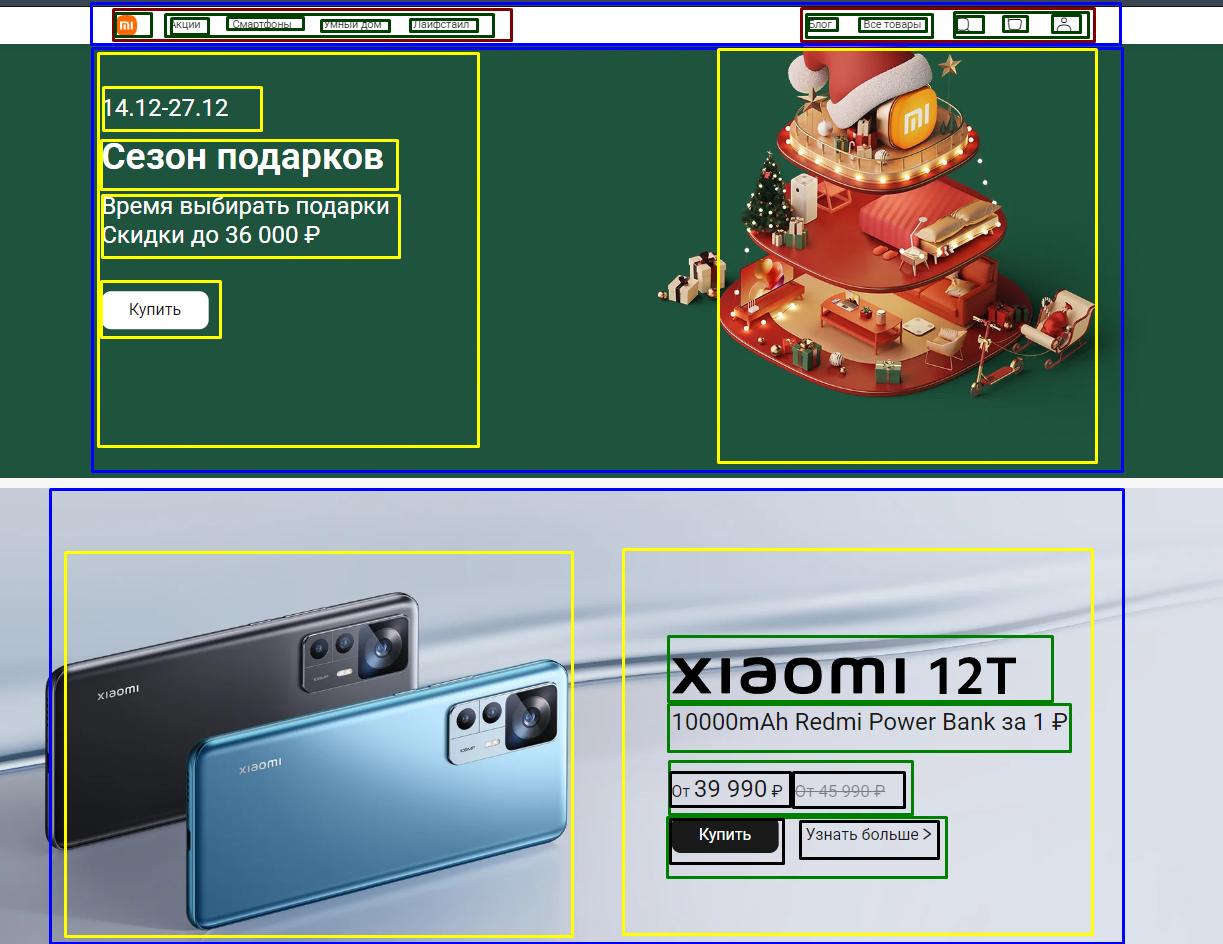 Акции Смартфоны Умный дом Лайфстайл Блог Все товары
14.12-27.12
Сезон подарков
Время выбирать подарки
Скидки до 36 000 ₽
Купить
xiaomi
xiaomi
xiaomi 12T
10000mAh Redmi Power Bank за 1 ₽
От 39 990 ₽ От 45 990 ₽
Купить Узнать больше >